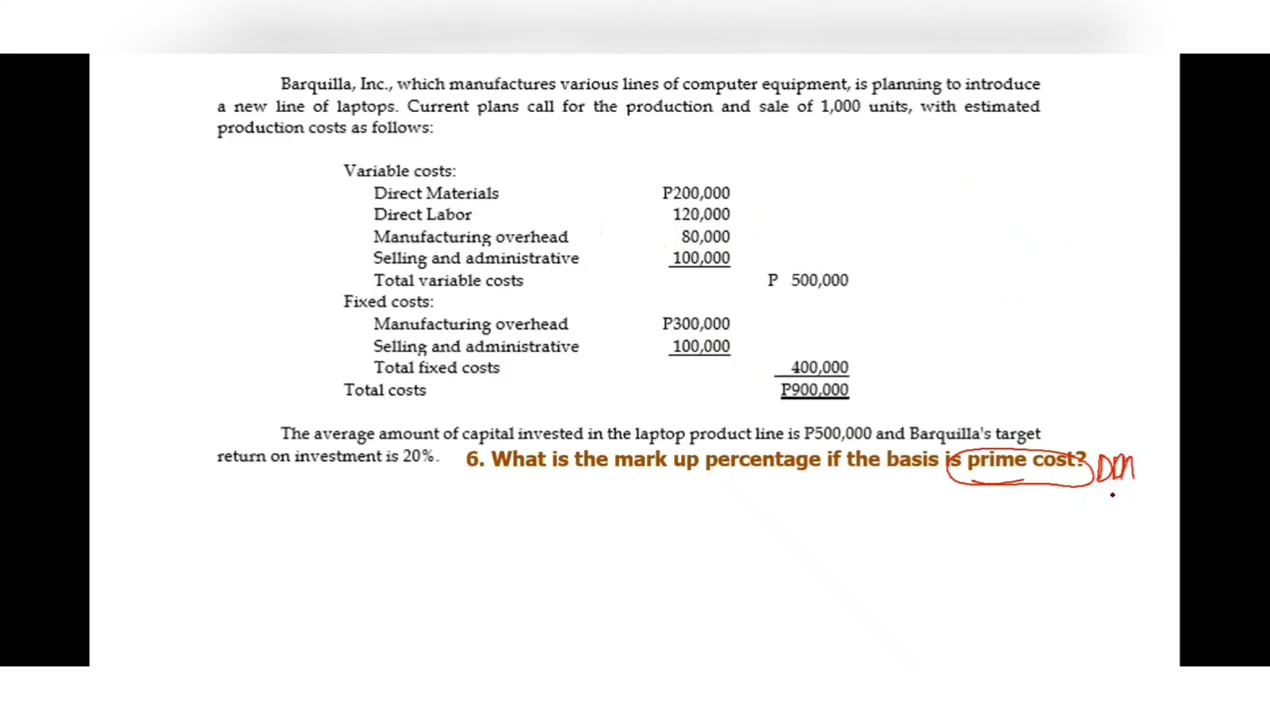 Barquilla, Inc., which manufactures various lines of computer equipment, is planning to introduce
a new line of laptops. Current plans call for the production and sale of 1,000 units, with estimated
production costs as follows:
Variable costs:
Direct Materials P200,000
Direct Labor 120,000
Manufacturing overhead 80,000
Selling and administrative 100,000
Total variable costs P 500,000
Fixed costs:
Manufacturing overhead P300,000
Selling and administrative 100,000
Total fixed costs 400,000
Total costs P900,000
The average amount of capital invested in the laptop product line is P500,000 and Barquilla's target
return on investment is 20%. 6. What is the mark up percentage if the basis is prime cost? DM